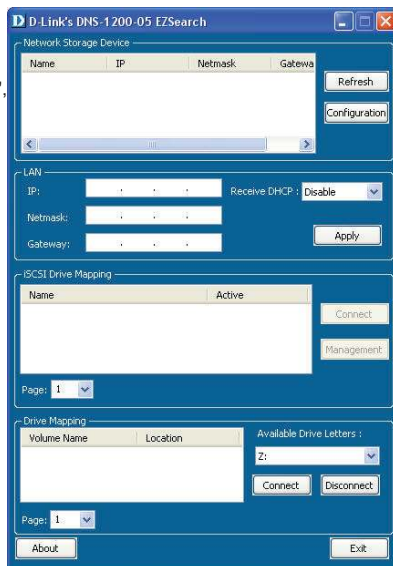 D-Link's DNS-1200-05 EZSearch
Network Storage Device
Name IP Netmask Gatewa
Refresh
Configuration
LAN
IP: . . . Receive DHCP : Disable
Netmask: . . .
Gateway: . . . Apply
iSCSI Drive Mapping
Name Active
Connect
Management
Page: 1
Drive Mapping
Volume Name Location Available Drive Letters :
Z:
Connect Disconnect
Page: 1
About Exit